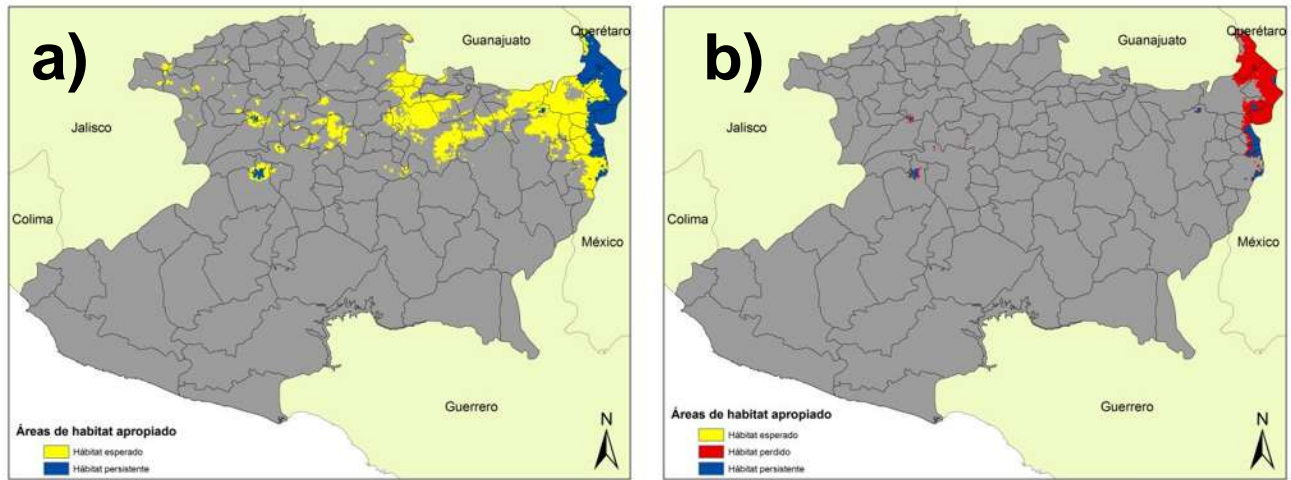 a)
Guanajuato
Querétaro
Jalisco
Colima
México
Guerrero
N
Áreas de habitat apropiado
Hábitat esperado
Hábitat persistente
b)
Guanajuato
Querétaro
Jalisco
Colima
México
Guerrero
N
Áreas de habitat apropiado
Hábitat esperado
Hábitat perdido
Hábitat persistente